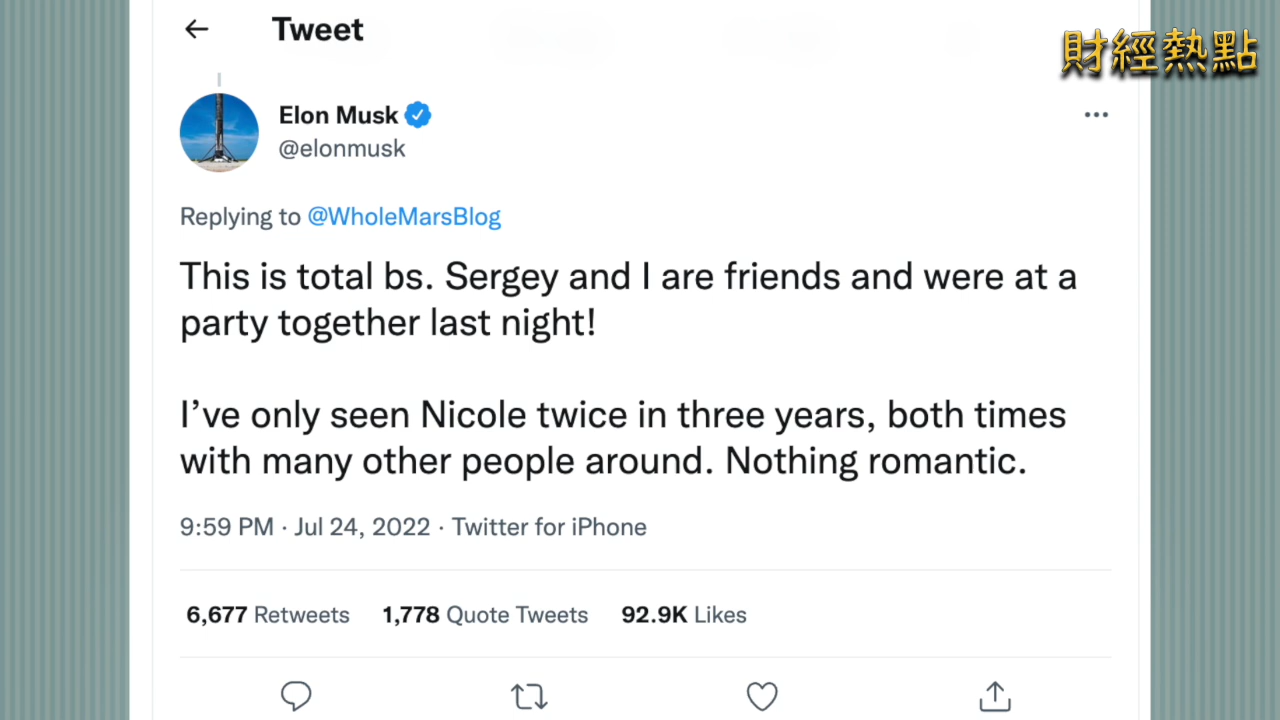 Tweet
財經熱點
Elon Musk
@elonmusk
Replying to @WholeMarsBlog
This is total bs. Sergey and I are friends and were at a
party together last night!
I’ve only seen Nicole twice in three years, both times
with many other people around. Nothing romantic.
9:59 PM · Jul 24, 2022 · Twitter for iPhone
6,677 Retweets 1,778 Quote Tweets 92.9K Likes